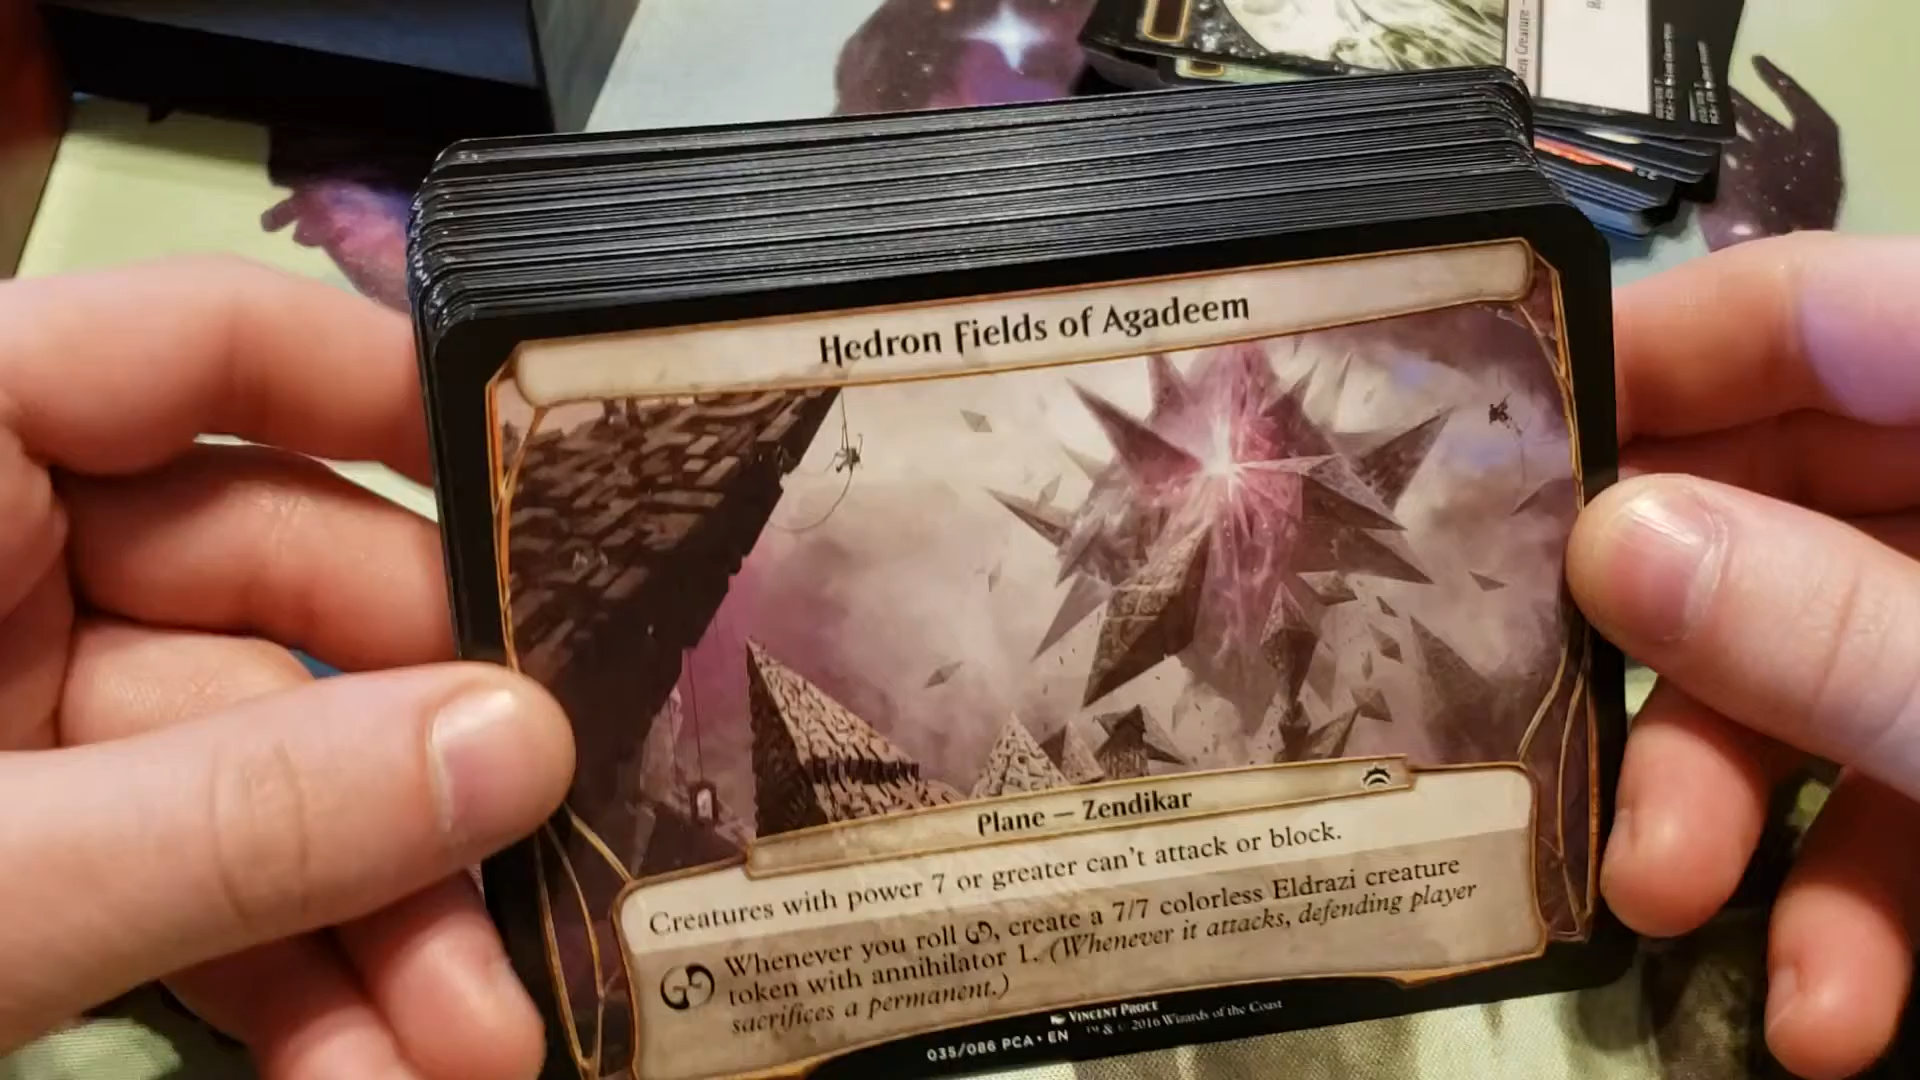 Hedron Fields of Agadeem
Plane — Zendikar
Creatures with power 7 or greater can't attack or block.
Whenever you roll , create a 7/7 colorless Eldrazi creature
token with annihilator 1. (Whenever it attacks, defending player
sacrifices a permanent.)
VINCENT PROCE
035/086 PCA • EN ™ & © 2016 Wizards of the Coast